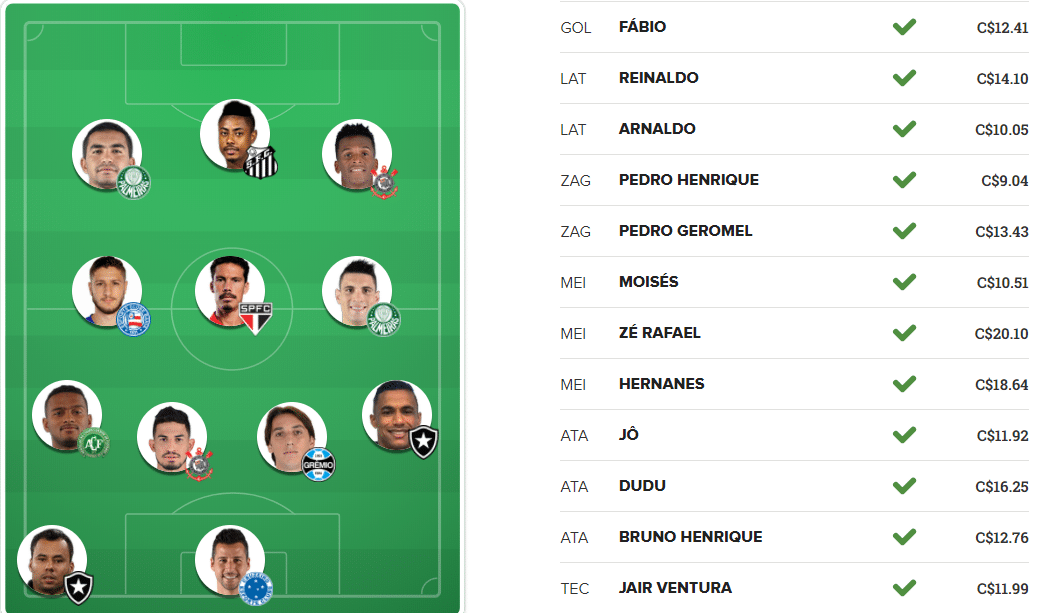 PALMEIRAS
S.F.C.
SPFC
PALMEIRAS
ACF
GRÊMIO
GOL FÁBIO C$12.41
LAT REINALDO C$14.10
LAT ARNALDO C$10.05
ZAG PEDRO HENRIQUE C$9.04
ZAG PEDRO GEROMEL C$13.43
MEI MOISÉS C$10.51
MEI ZÉ RAFAEL C$20.10
MEI HERNANES C$18.64
ATA JÔ C$11.92
ATA DUDU C$16.25
ATA BRUNO HENRIQUE C$12.76
TEC JAIR VENTURA C$11.99